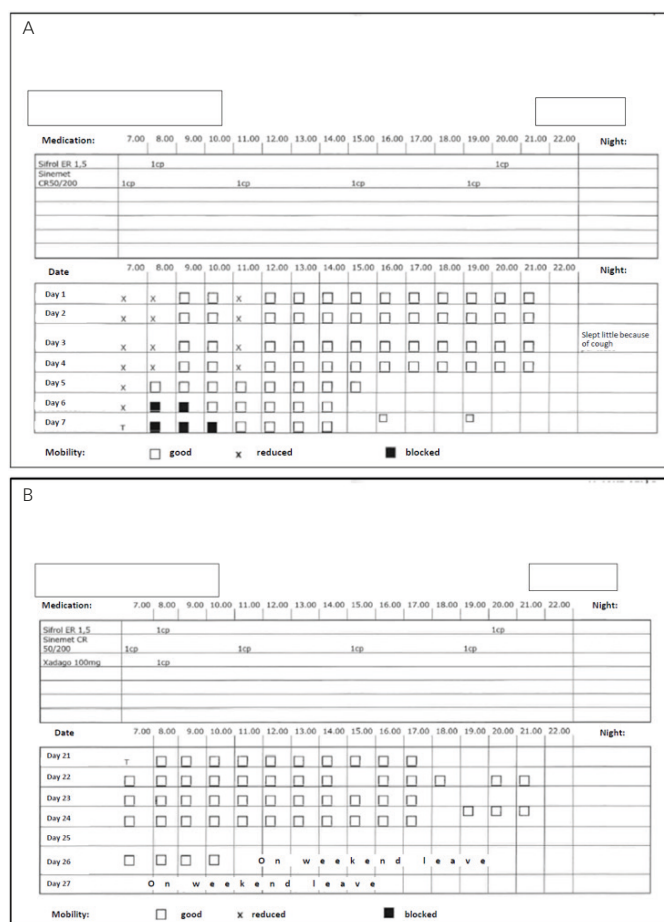 A
Medication: 7.00 8.00 9.00 10.00 11.00 12.00 13.00 14.00 15.00 16.00 17.00 18.00 19.00 20.00 21.00 22.00 Night:
Sifrol ER 1,5 1cp 1cp
Sinemet
CR50/200 1cp 1cp 1cp 1cp
Date 7.00 8.00 9.00 10.00 11.00 12.00 13.00 14.00 15.00 16.00 17.00 18.00 19.00 20.00 21.00 22.00 Night:
Day 1 x x x
Day 2 x x x
Day 3 x x x Slept little because
of cough
Day 4 x x x
Day 5 x
Day 6 x
Day 7 T
Mobility: good x reduced blocked
B
Medication: 7.00 8.00 9.00 10.00 11.00 12.00 13.00 14.00 15.00 16.00 17.00 18.00 19.00 20.00 21.00 22.00 Night:
Sifrol ER 1,5 1cp 1cp
Sinemet CR
50/200 1cp 1cp 1cp 1cp
Xadago 100mg 1cp
Date 7.00 8.00 9.00 10.00 11.00 12.00 13.00 14.00 15.00 16.00 17.00 18.00 19.00 20.00 21.00 22.00 Night:
Day 21 T
Day 22
Day 23
Day 24
Day 25
Day 26 On weekend leave
Day 27 On weekend leave
Mobility: good x reduced blocked